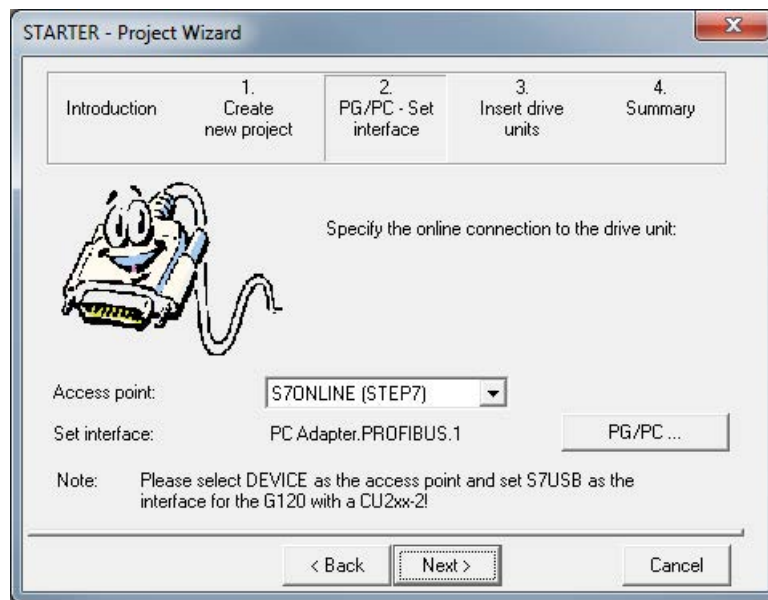 STARTER - Project Wizard
Introduction
1.
Create
new project
2.
PG/PC - Set
interface
3.
Insert drive
units
4.
Summary
Specify the online connection to the drive unit:
Access point:
S7ONLINE (STEP7)
Set interface:
PC Adapter.PROFIBUS.1
PG/PC ...
Note:
Please select DEVICE as the access point and set S7USB as the
interface for the G120 with a CU2xx-2!
< Back
Next >
Cancel